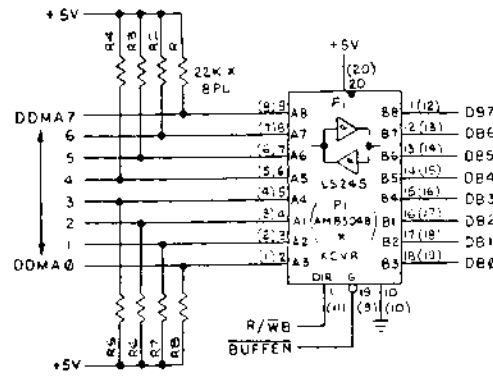 +5V
R4 R3 R2 R
22K X
8PL
+5V
(20)
20
F1
DDMA7 (8) 9 A8 B8 1 (12) DB7
6 (7) 8 A7 B7 12 (13) DB6
5 (6) 7 A6 B6 13 (14) DB5
4 (5) 6 A5 B5 14 (15) DB4
3 (4) 5 A4 B4 15 (16) DB3
2 (3) 4 A1 B1 16 (17) DB2
1 (2) 3 A2 B2 17 (18) DB1
DDMA0 (1) 2 A3 B3 18 (19) DB0
LS245
P1
AM8304B
*
XCVR
DIR G
1 19 10
(11) (9) (10)
R5 R6 R7 R8
R/WB
BUFFEN
+5V